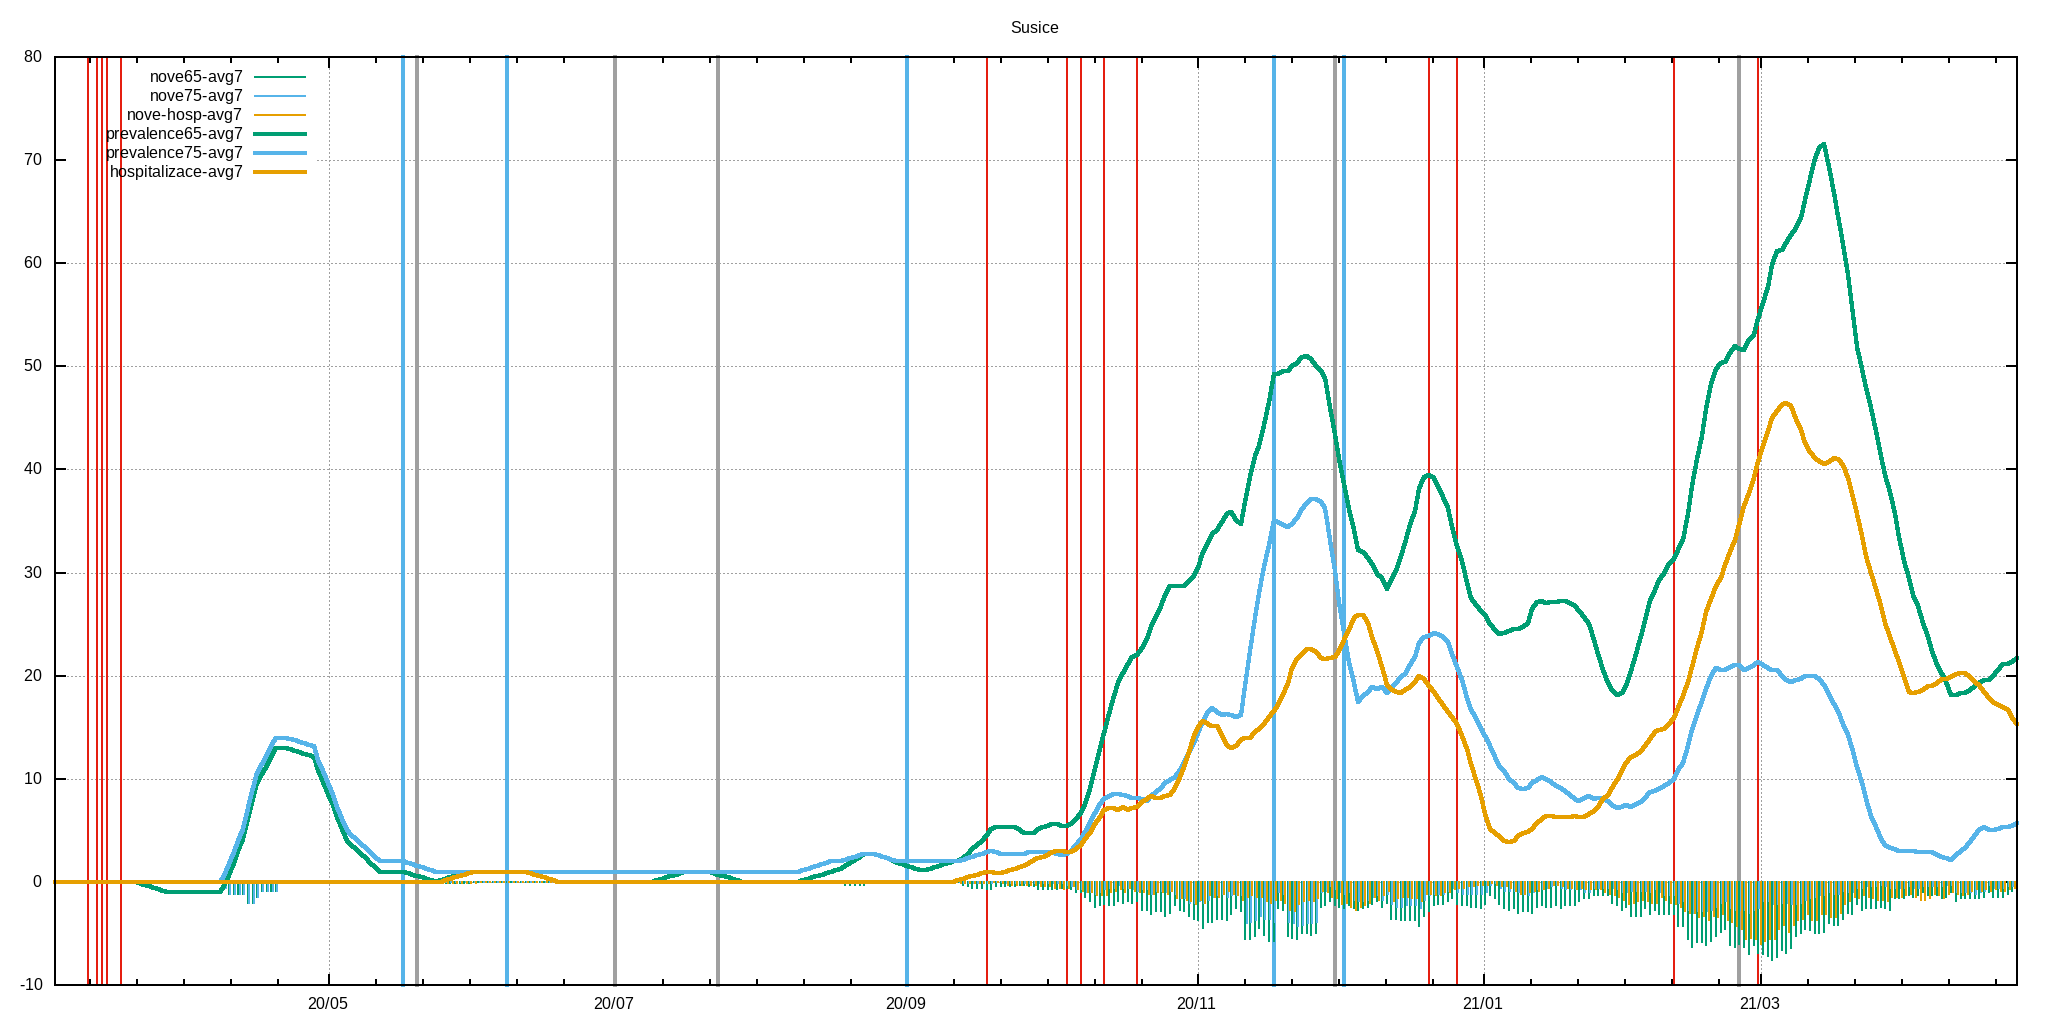 Susice
80
70
60
50
40
30
20
10
0
-10
nove65-avg7
nove75-avg7
nove-hosp-avg7
prevalence65-avg7
prevalence75-avg7
hospitalizace-avg7
20/05
20/07
20/09
20/11
21/01
21/03